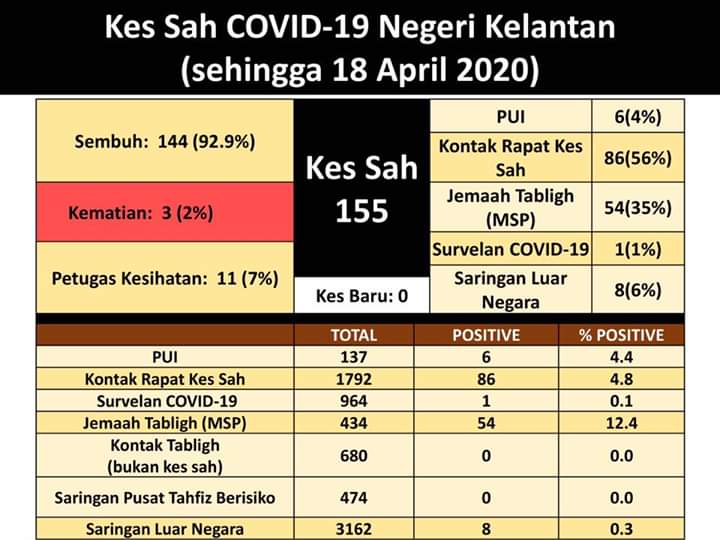 Kes Sah COVID-19 Negeri Kelantan
(sehingga 18 April 2020)
Sembuh: 144 (92.9%)
Kematian: 3 (2%)
Petugas Kesihatan: 11 (7%)
Kes Sah
155
Kes Baru: 0
PUI 6(4%)
Kontak Rapat Kes
Sah 86(56%)
Jemaah Tabligh
(MSP) 54(35%)
Survelan COVID-19 1(1%)
Saringan Luar
Negara 8(6%)
TOTAL POSITIVE % POSITIVE
PUI 137 6 4.4
Kontak Rapat Kes Sah 1792 86 4.8
Survelan COVID-19 964 1 0.1
Jemaah Tabligh (MSP) 434 54 12.4
Kontak Tabligh
(bukan kes sah) 680 0 0.0
Saringan Pusat Tahfiz Berisiko 474 0 0.0
Saringan Luar Negara 3162 8 0.3